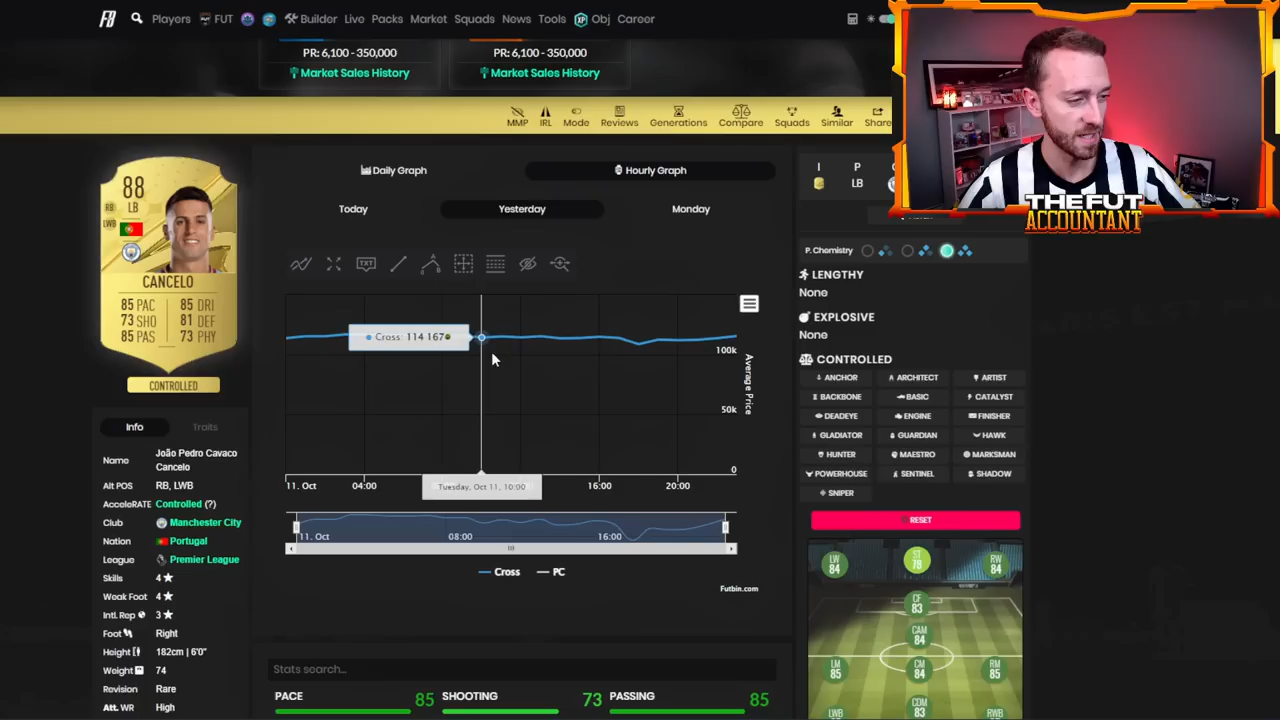 FB Players FUT Builder Live Packs Market Squads News Tools XP Obj Career
PR: 6,100 - 350,000
PR: 6,100 - 350,000
Market Sales History
Market Sales History
MMP IRL Mode Reviews Generations Compare Squads Similar Share
88
LB
RB
LWB
CANCELO
85 PAC 85 DRI
73 SHO 81 DEF
85 PAS 73 PHY
CONTROLLED
Info Traits
Name João Pedro Cavaco Cancelo
Alt POS RB, LWB
AcceleRATE Controlled (?)
Club Manchester City
Nation Portugal
League Premier League
Skills 4★
Weak Foot 4★
Intl. Rep 3★
Foot Right
Height 182cm | 6'0"
Weight 74
Revision Rare
Att. WR High
Daily Graph Hourly Graph
Today Yesterday Monday
TXT
Cross: 114 167
100k
50k
0
Average Price
11. Oct 04:00 16:00 20:00
Tuesday, Oct 11, 10:00
11. Oct 08:00 16:00
Cross PC
Futbin.com
Stats search...
PACE 85 SHOOTING 73 PASSING 85
I P C
LB
THE FUT
ACCOUNTANT
P. Chemistry
LENGTHY
None
EXPLOSIVE
None
CONTROLLED
ANCHOR ARCHITECT ARTIST
BACKBONE BASIC CATALYST
DEADEYE ENGINE FINISHER
GLADIATOR GUARDIAN HAWK
HUNTER MAESTRO MARKSMAN
POWERHOUSE SENTINEL SHADOW
SNIPER
RESET
LW 84 ST 78 RW 84
CF 83
CAM 84
LM 85 CM 84 RM 85
LWB CDM 83 RWB